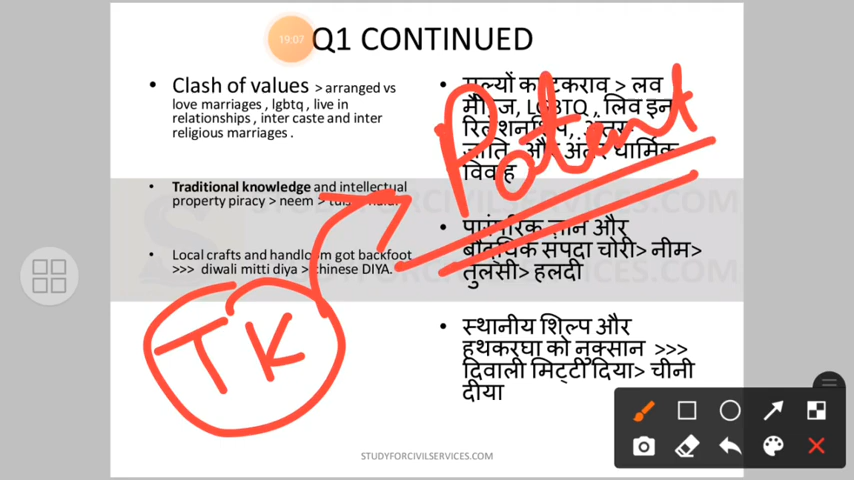 19:07
Q1 CONTINUED
• Clash of values > arranged vs
love marriages , lgbtq , live in
relationships , inter caste and inter
religious marriages .
• Traditional knowledge and intellectual
property piracy > neem >
• Local crafts and handloom got backfoot
>>> diwali mitti diya > chinese DIYA.
TK
Patent
• मूल्यों का टकराव > लव
मैरिज, LGBTQ , लिव इन
रिलेशनशिप, अंतर
जाति और अंतर धार्मिक
विवाह
• पारंपरिक ज्ञान और
बौद्धिक संपदा चोरी> नीम>
तुलसी> हल्दी
• स्थानीय शिल्प और
हथकरघा को नुक्सान >>>
दिवाली मिट्टी दिया> चीनी
दीया
STUDYFORCIVILSERVICES.COM